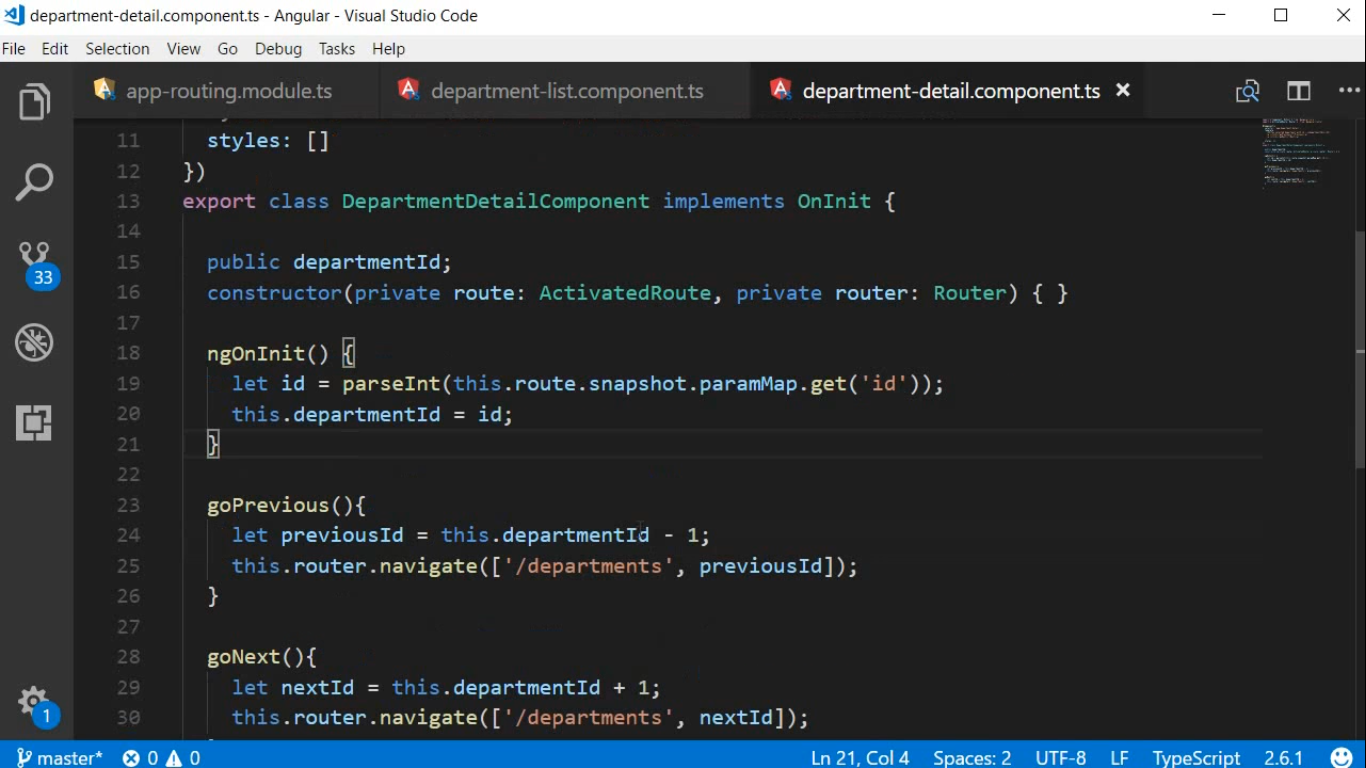 department-detail.component.ts - Angular - Visual Studio Code
File Edit Selection View Go Debug Tasks Help
app-routing.module.ts department-list.component.ts department-detail.component.ts
11 styles: []
12 })
13 export class DepartmentDetailComponent implements OnInit {
14
15 public departmentId;
16 constructor(private route: ActivatedRoute, private router: Router) { }
17
18 ngOnInit() {
19 let id = parseInt(this.route.snapshot.paramMap.get('id'));
20 this.departmentId = id;
21 }
22
23 goPrevious(){
24 let previousId = this.departmentId - 1;
25 this.router.navigate(['/departments', previousId]);
26 }
27
28 goNext(){
29 let nextId = this.departmentId + 1;
30 this.router.navigate(['/departments', nextId]);
33
1
master* 0 0 Ln 21, Col 4 Spaces: 2 UTF-8 LF TypeScript 2.6.1